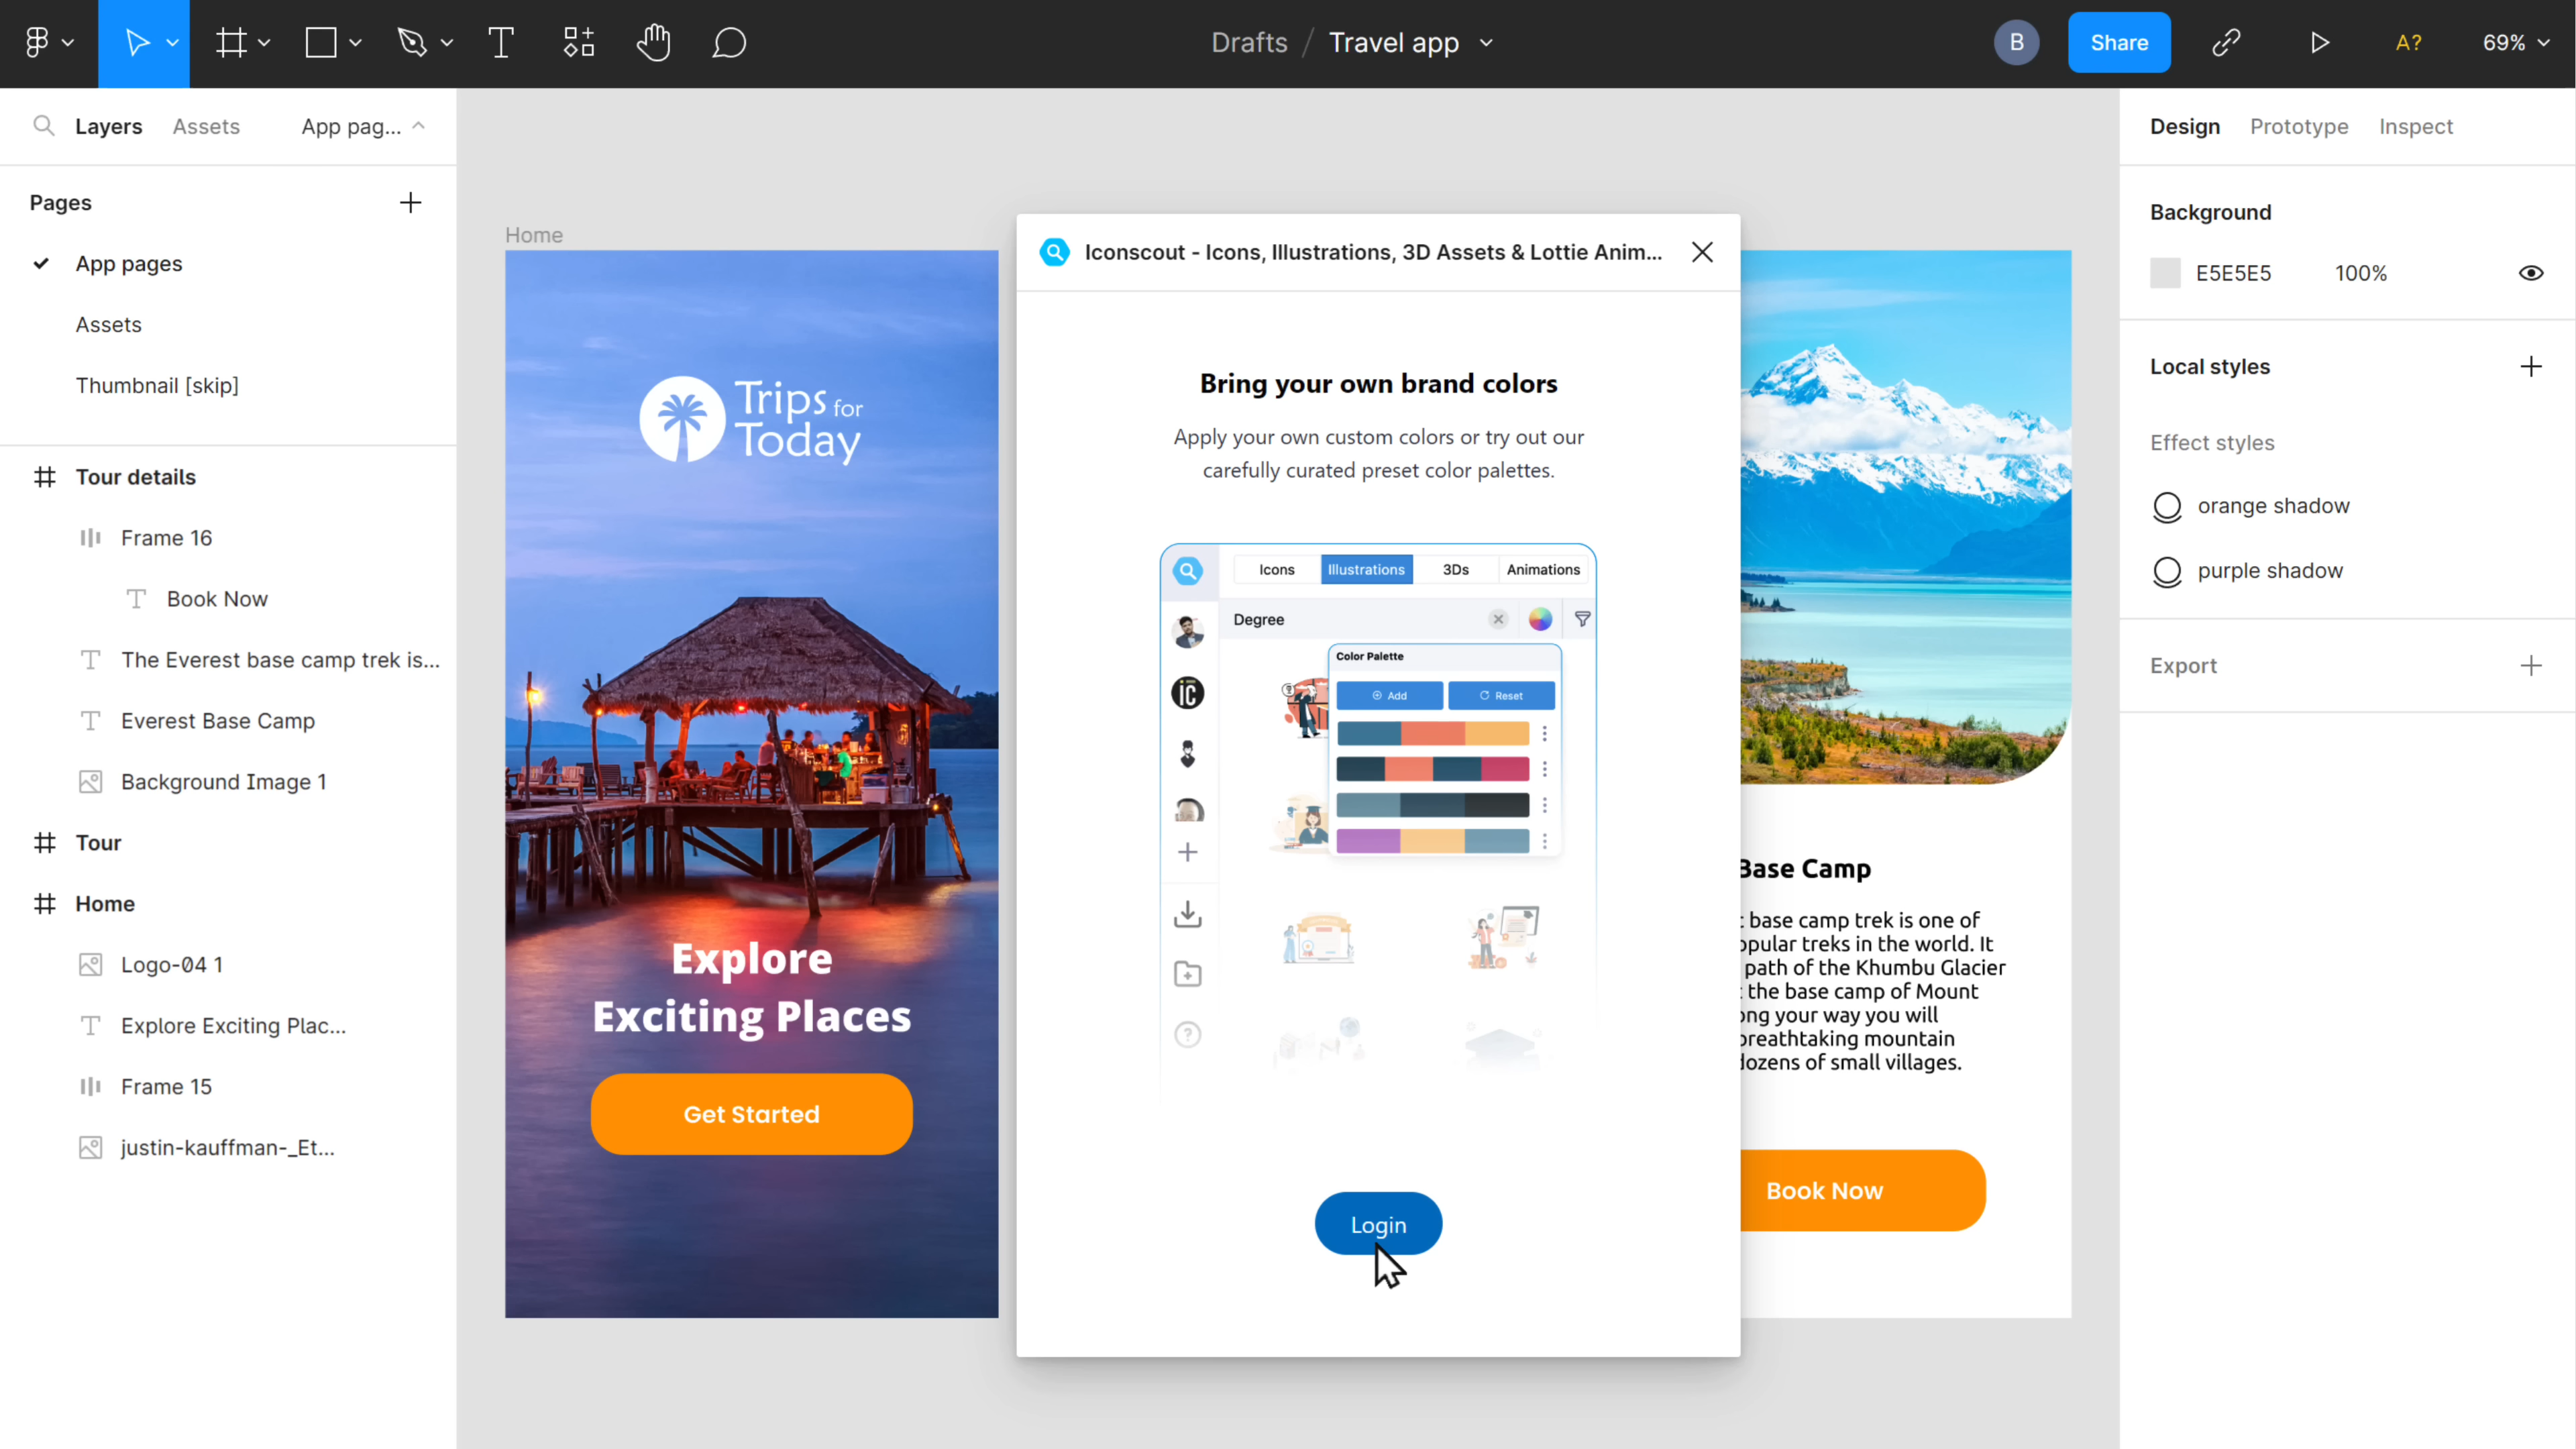 Drafts / Travel app
B
Share
A?
69%
Layers Assets App pag...
Pages
App pages
Assets
Thumbnail [skip]
Tour details
Frame 16
Book Now
The Everest base camp trek is...
Everest Base Camp
Background Image 1
Tour
Home
Logo-04 1
Explore Exciting Plac...
Frame 15
justin-kauffman-_Et...
Home
Trips for
Today
Explore
Exciting Places
Get Started
Iconscout - Icons, Illustrations, 3D Assets & Lottie Anim...
Bring your own brand colors
Apply your own custom colors or try out our
carefully curated preset color palettes.
Icons Illustrations 3Ds Animations
Degree
Color Palette
Add Reset
ic
Login
Base Camp
base camp trek is one of
treks in the world. It
path of the Khumbu Glacier
the base camp of Mount
your way you will
breathtaking mountain
dozens of small villages.
Book Now
Design Prototype Inspect
Background
E5E5E5 100%
Local styles
Effect styles
orange shadow
purple shadow
Export